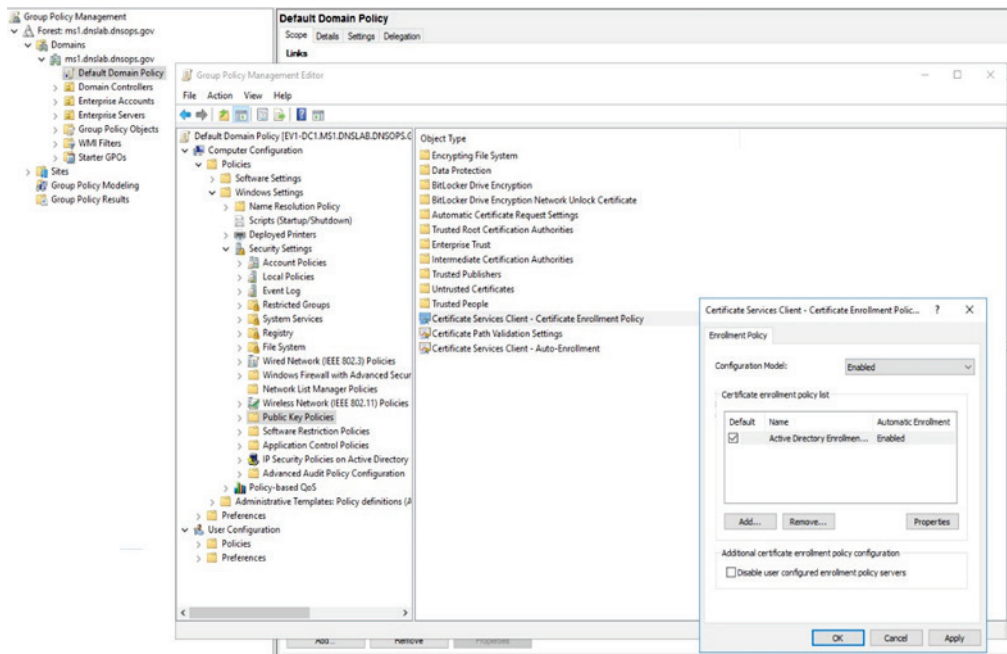 Group Policy Management
Forest: ms1.dnslab.dnsops.gov
Domains
ms1.dnslab.dnsops.gov
Default Domain Policy
Domain Controllers
Enterprise Accounts
Enterprise Servers
Group Policy Objects
WMI Filters
Starter GPOs
Sites
Group Policy Modeling
Group Policy Results
Default Domain Policy
Scope Details Settings Delegation
Links
Group Policy Management Editor
File Action View Help
Default Domain Policy [EV1-DC1.MS1.DNSLAB.DNSOPS.G
Computer Configuration
Policies
Software Settings
Windows Settings
Name Resolution Policy
Scripts (Startup/Shutdown)
Deployed Printers
Security Settings
Account Policies
Local Policies
Event Log
Restricted Groups
System Services
Registry
File System
Wired Network (IEEE 802.3) Policies
Windows Firewall with Advanced Secur
Network List Manager Policies
Wireless Network (IEEE 802.11) Policies
Public Key Policies
Software Restriction Policies
Application Control Policies
IP Security Policies on Active Directory
Advanced Audit Policy Configuration
Policy-based QoS
Administrative Templates: Policy definitions (A
Preferences
User Configuration
Policies
Preferences
Object Type
Encrypting File System
Data Protection
BitLocker Drive Encryption
BitLocker Drive Encryption Network Unlock Certificate
Automatic Certificate Request Settings
Trusted Root Certification Authorities
Enterprise Trust
Intermediate Certification Authorities
Trusted Publishers
Untrusted Certificates
Trusted People
Certificate Services Client - Certificate Enrollment Policy
Certificate Path Validation Settings
Certificate Services Client - Auto-Enrollment
Certificate Services Client - Certificate Enrollment Polic... ?
Enrollment Policy
Configuration Model: Enabled
Certificate enrollment policy list
Default Name Automatic Enrollment
Active Directory Enrollmen... Enabled
Add... Remove... Properties
Additional certificate enrollment policy configuration
Disable user configured enrollment policy servers
OK Cancel Apply
Add... Remove Properties